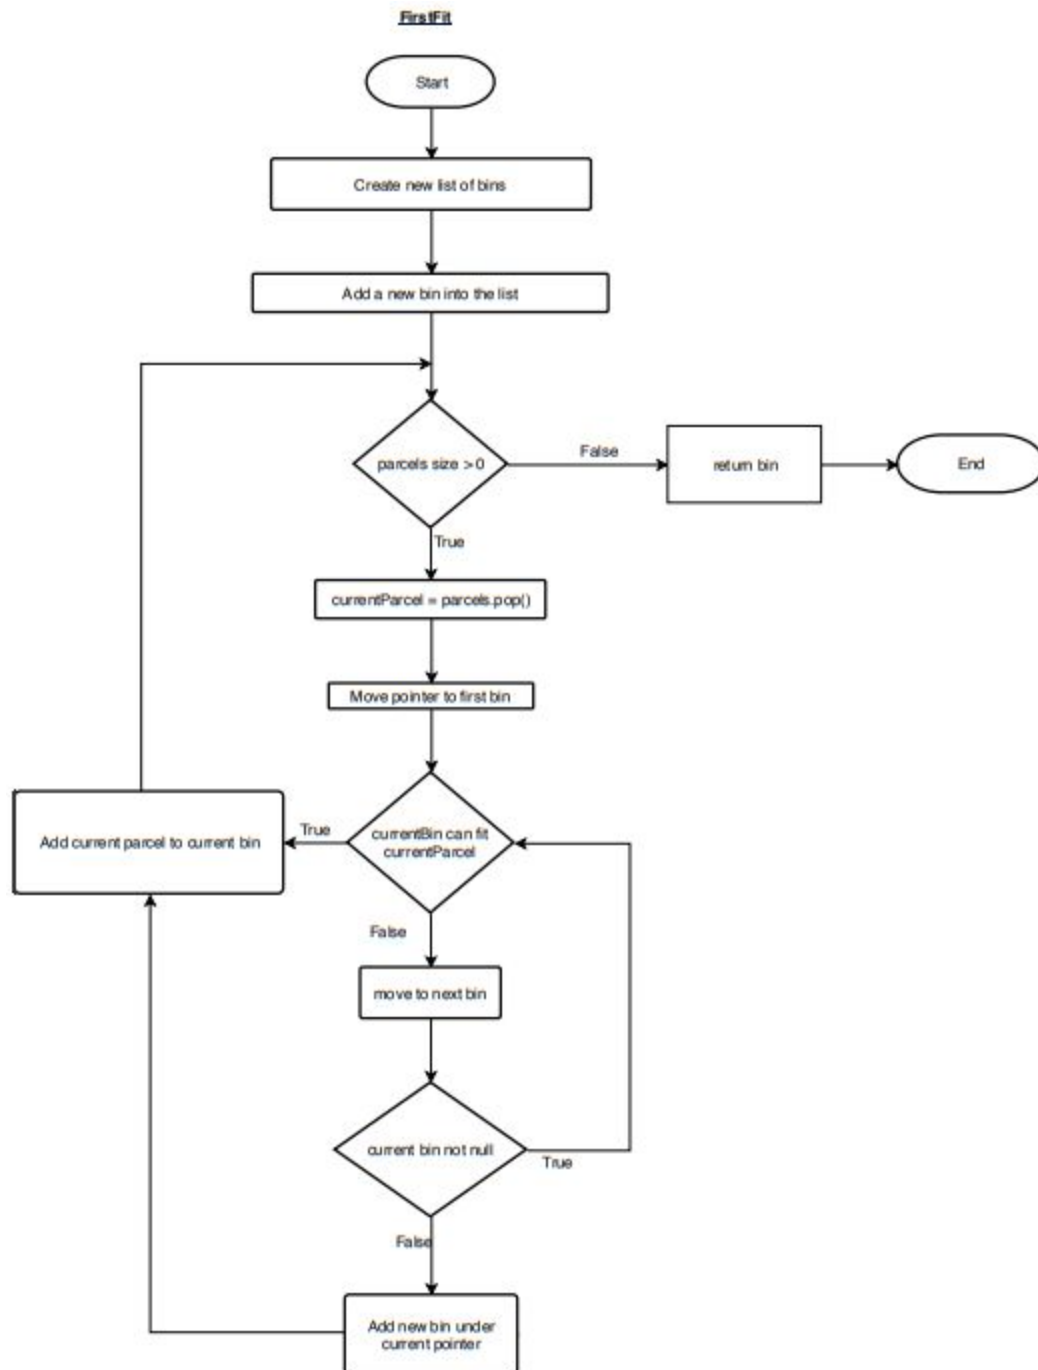 FirstFit
Start
Create new list of bins
Add a new bin into the list
parcels size > 0
False
return bin
End
True
currentParcel = parcels.pop()
Move pointer to first bin
currentBin can fit
currentParcel
True
Add current parcel to current bin
False
move to next bin
current bin not null
True
False
Add new bin under
current pointer